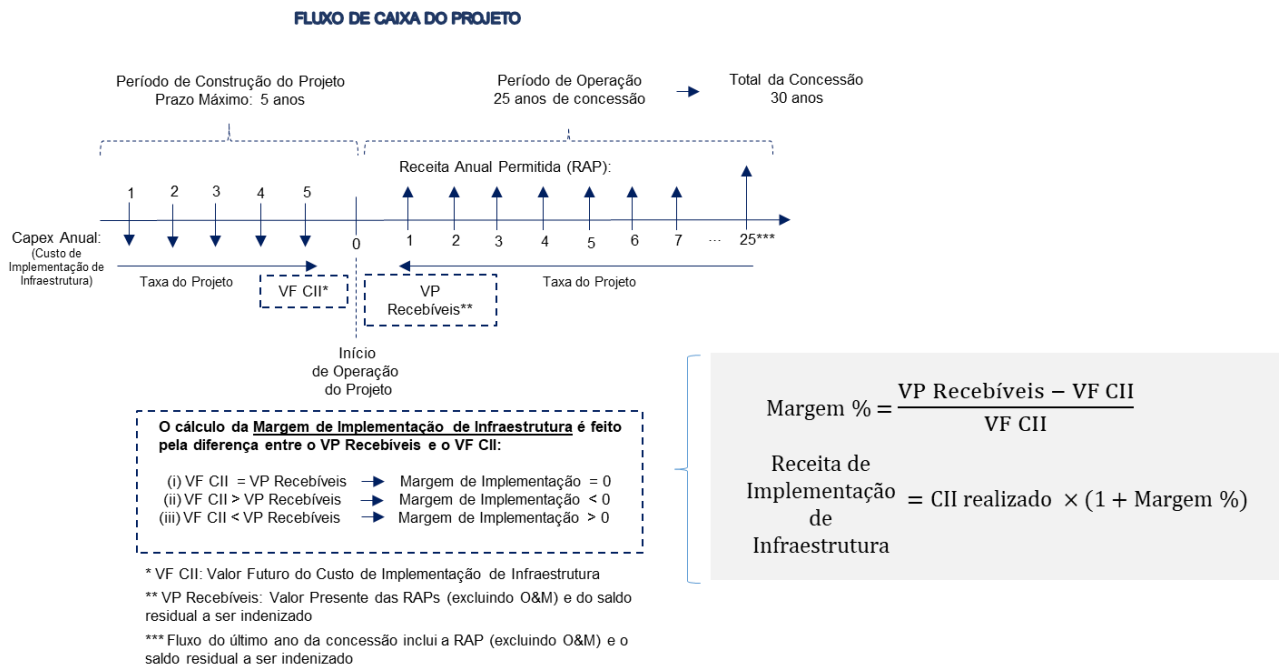 FLUXO DE CAIXA DO PROJETO
Período de Construção do Projeto
Prazo Máximo: 5 anos
Período de Operação
25 anos de concessão
Total da Concessão
30 anos
Receita Anual Permitida (RAP):
1 2 3 4 5
Capex Anual:
(Custo de
Implementação de
Infraestrutura)
0 1 2 3 4 5 6 7 ... 25***
Taxa do Projeto
VF CII*
VP
Recebíveis**
Taxa do Projeto
Início
de Operação
do Projeto
O cálculo da Margem de Implementação de Infraestrutura é feito
pela diferença entre o VP Recebíveis e o VF CII:
(i) VF CII = VP Recebíveis Margem de Implementação = 0
(ii) VF CII > VP Recebíveis Margem de Implementação < 0
(iii) VF CII < VP Recebíveis Margem de Implementação > 0
* VF CII: Valor Futuro do Custo de Implementação de Infraestrutura
** VP Recebíveis: Valor Presente das RAPs (excluindo O&M) e do saldo
residual a ser indenizado
*** Fluxo do último ano da concessão inclui a RAP (excluindo O&M) e o
saldo residual a ser indenizado
VP Recebíveis − VF CII
Margem % =
VF CII
Receita de
Implementação
de
Infraestrutura
= CII realizado × (1 + Margem %)